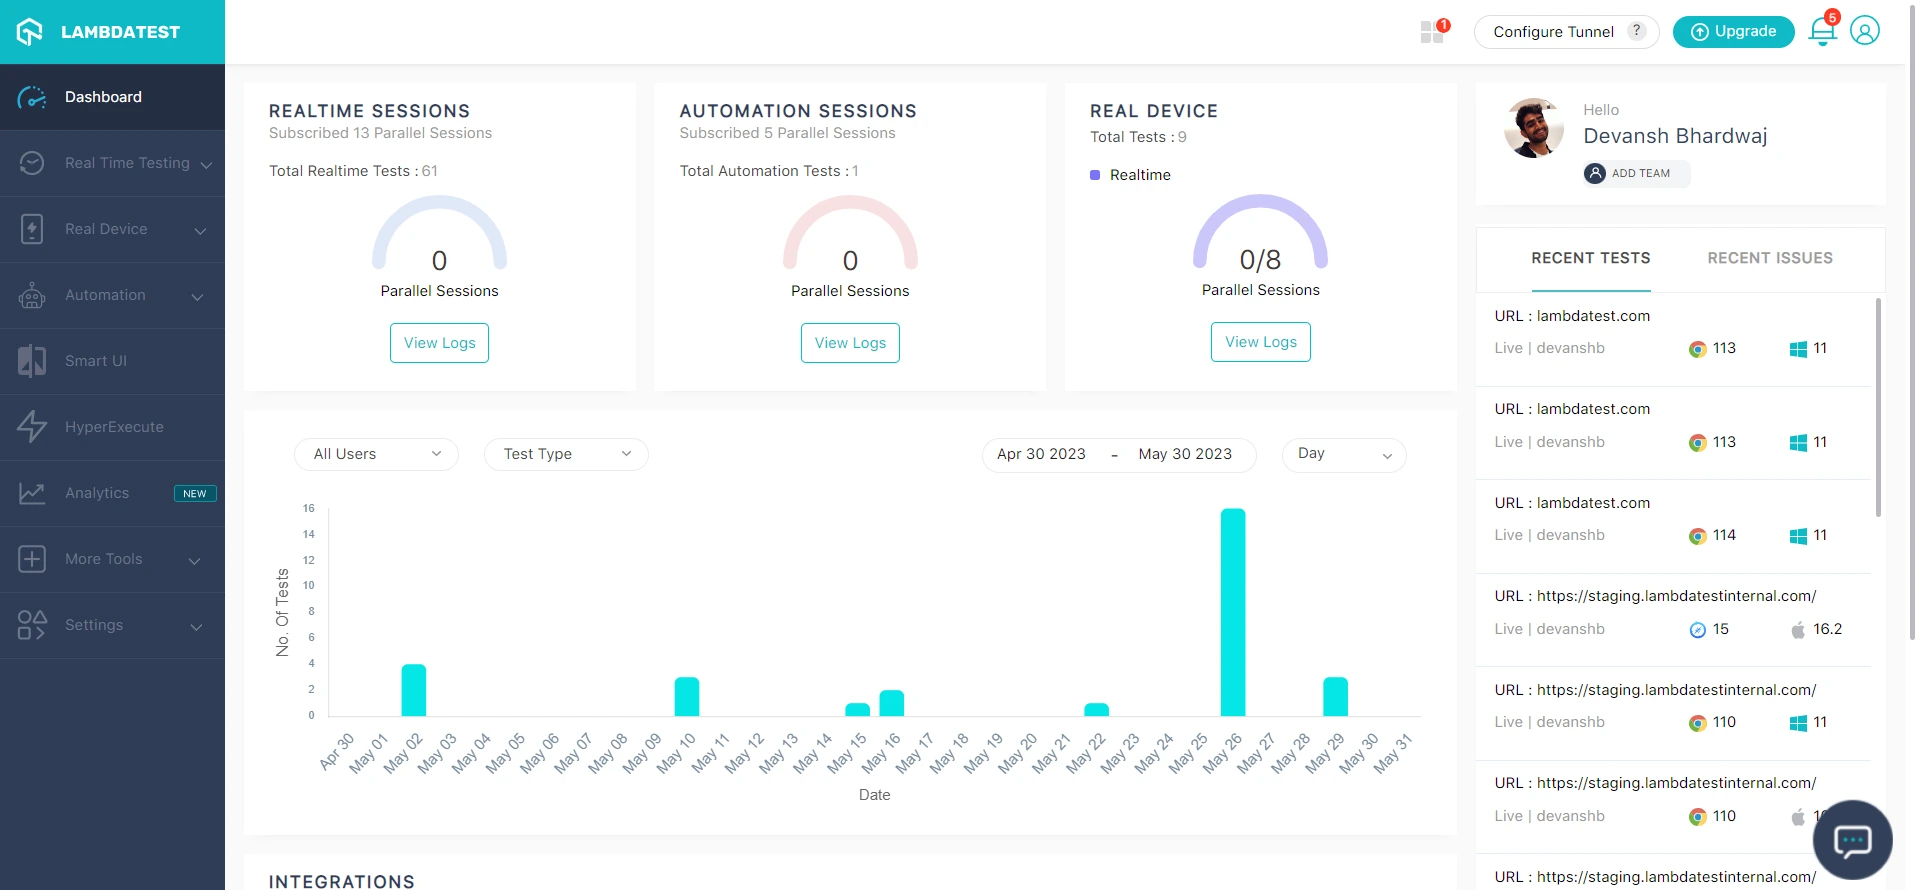 LAMBDATEST
1
Configure Tunnel ?
Upgrade
5
Dashboard
Real Time Testing
Real Device
Automation
Smart UI
HyperExecute
Analytics NEW
More Tools
Settings
REALTIME SESSIONS
Subscribed 13 Parallel Sessions
Total Realtime Tests : 61
0
Parallel Sessions
View Logs
AUTOMATION SESSIONS
Subscribed 5 Parallel Sessions
Total Automation Tests : 1
0
Parallel Sessions
View Logs
REAL DEVICE
Total Tests : 9
Realtime
0/8
Parallel Sessions
View Logs
Hello
Devansh Bhardwaj
ADD TEAM
All Users
Test Type
Apr 30 2023 - May 30 2023
Day
16
14
12
10
8
6
4
2
0
No. Of Tests
Apr 30
May 01
May 02
May 03
May 04
May 05
May 06
May 07
May 08
May 09
May 10
May 11
May 12
May 13
May 14
May 15
May 16
May 17
May 18
May 19
May 20
May 21
May 22
May 23
May 24
May 25
May 26
May 27
May 28
May 29
May 30
May 31
Date
INTEGRATIONS
RECENT TESTS RECENT ISSUES
URL : lambdatest.com
Live | devanshb 113 11
URL : lambdatest.com
Live | devanshb 113 11
URL : lambdatest.com
Live | devanshb 114 11
URL : https://staging.lambdatestinternal.com/
Live | devanshb 15 16.2
URL : https://staging.lambdatestinternal.com/
Live | devanshb 110 11
URL : https://staging.lambdatestinternal.com/
Live | devanshb 110
URL : https://staging.lambdatestinternal.com/